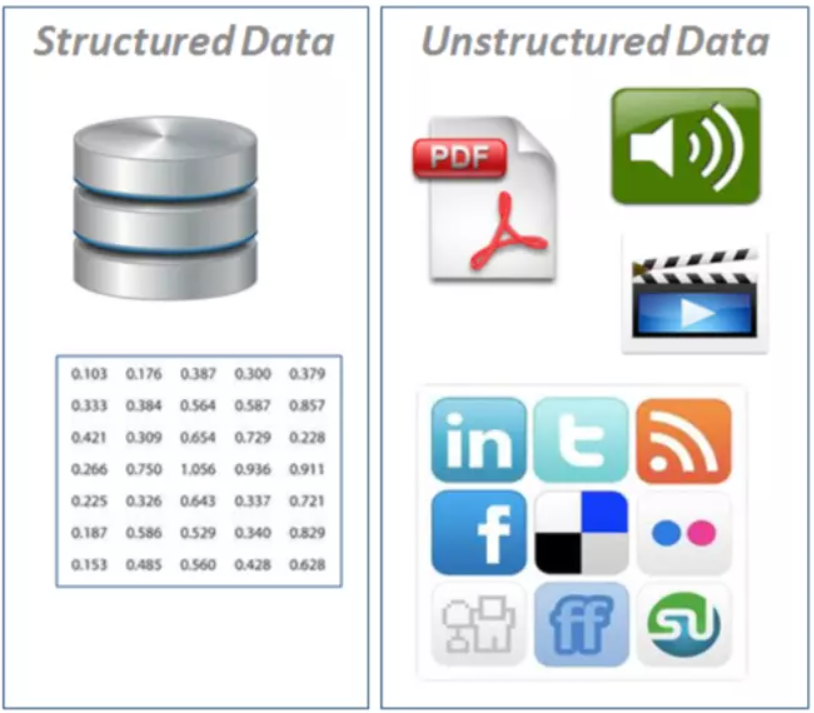 Structured Data
0.103 0.176 0.387 0.300 0.379
0.333 0.384 0.564 0.587 0.857
0.421 0.309 0.654 0.729 0.228
0.266 0.750 1.056 0.936 0.911
0.225 0.326 0.643 0.337 0.721
0.187 0.586 0.529 0.340 0.829
0.153 0.485 0.560 0.428 0.628
Unstructured Data
PDF
in t
f
ff SU